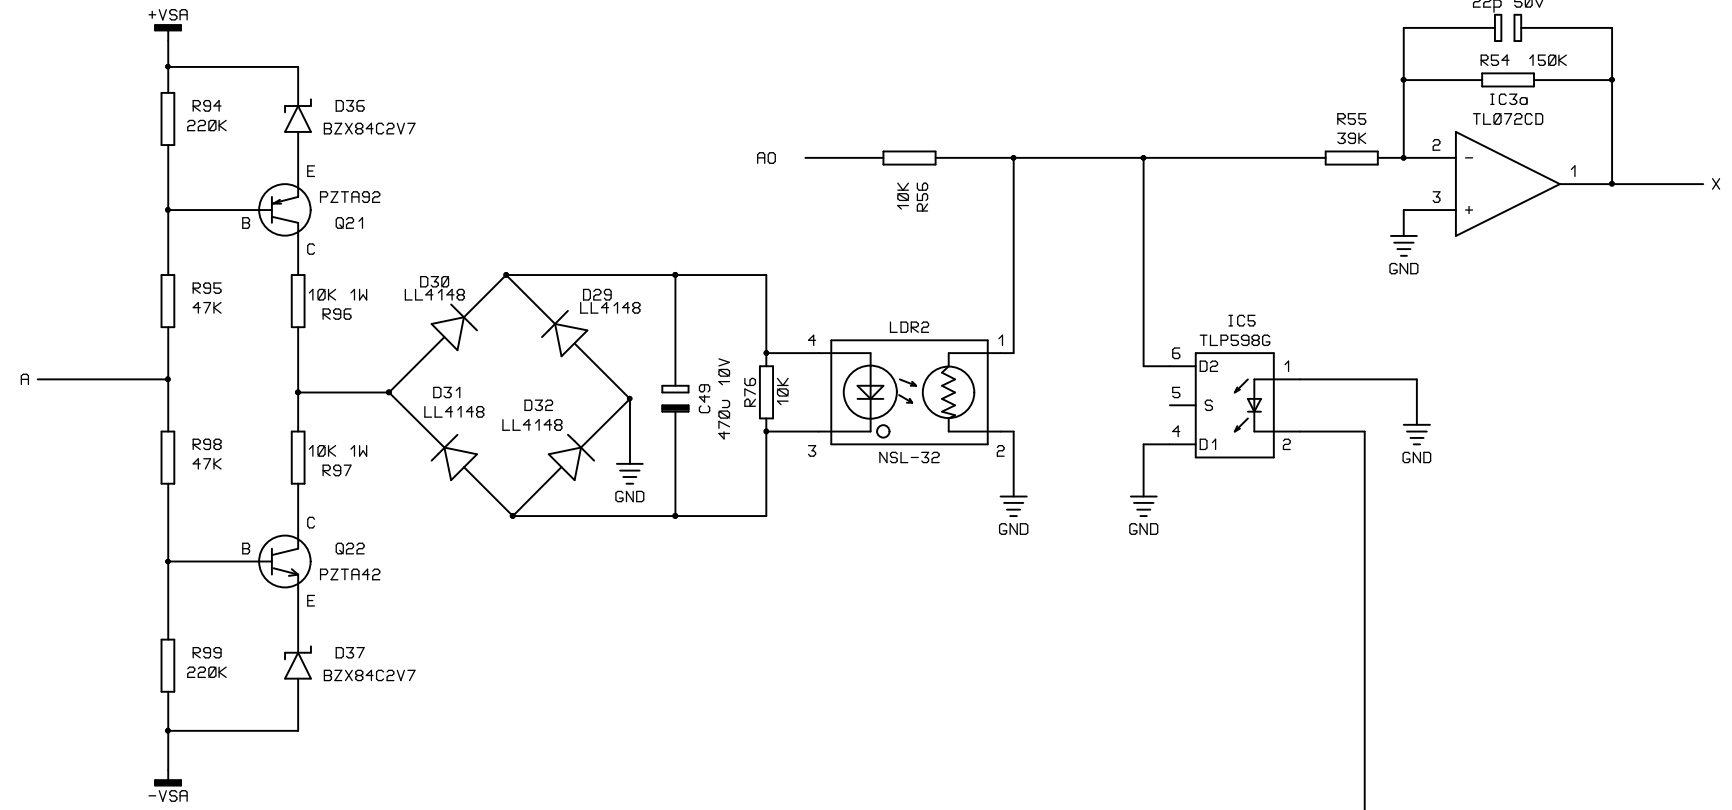 +VSA
22p 50V
R54 150K
IC3a
TL072CD
R94
220K
D36
BZX84C2V7
R55
39K
2
-
1
X
3
+
GND
AO
10K
R56
E
PZTA92
B
Q21
C
R95
47K
10K 1W
R96
D30
LL4148
D29
LL4148
LDR2
4
1
3
2
NSL-32
GND
IC5
TLP598G
6
D2
1
5
S
4
D1
2
GND
GND
A
D31
LL4148
D32
LL4148
GND
C49
470u 10V
R76
10K
R98
47K
10K 1W
R97
C
B
Q22
PZTA42
E
R99
220K
D37
BZX84C2V7
-VSA